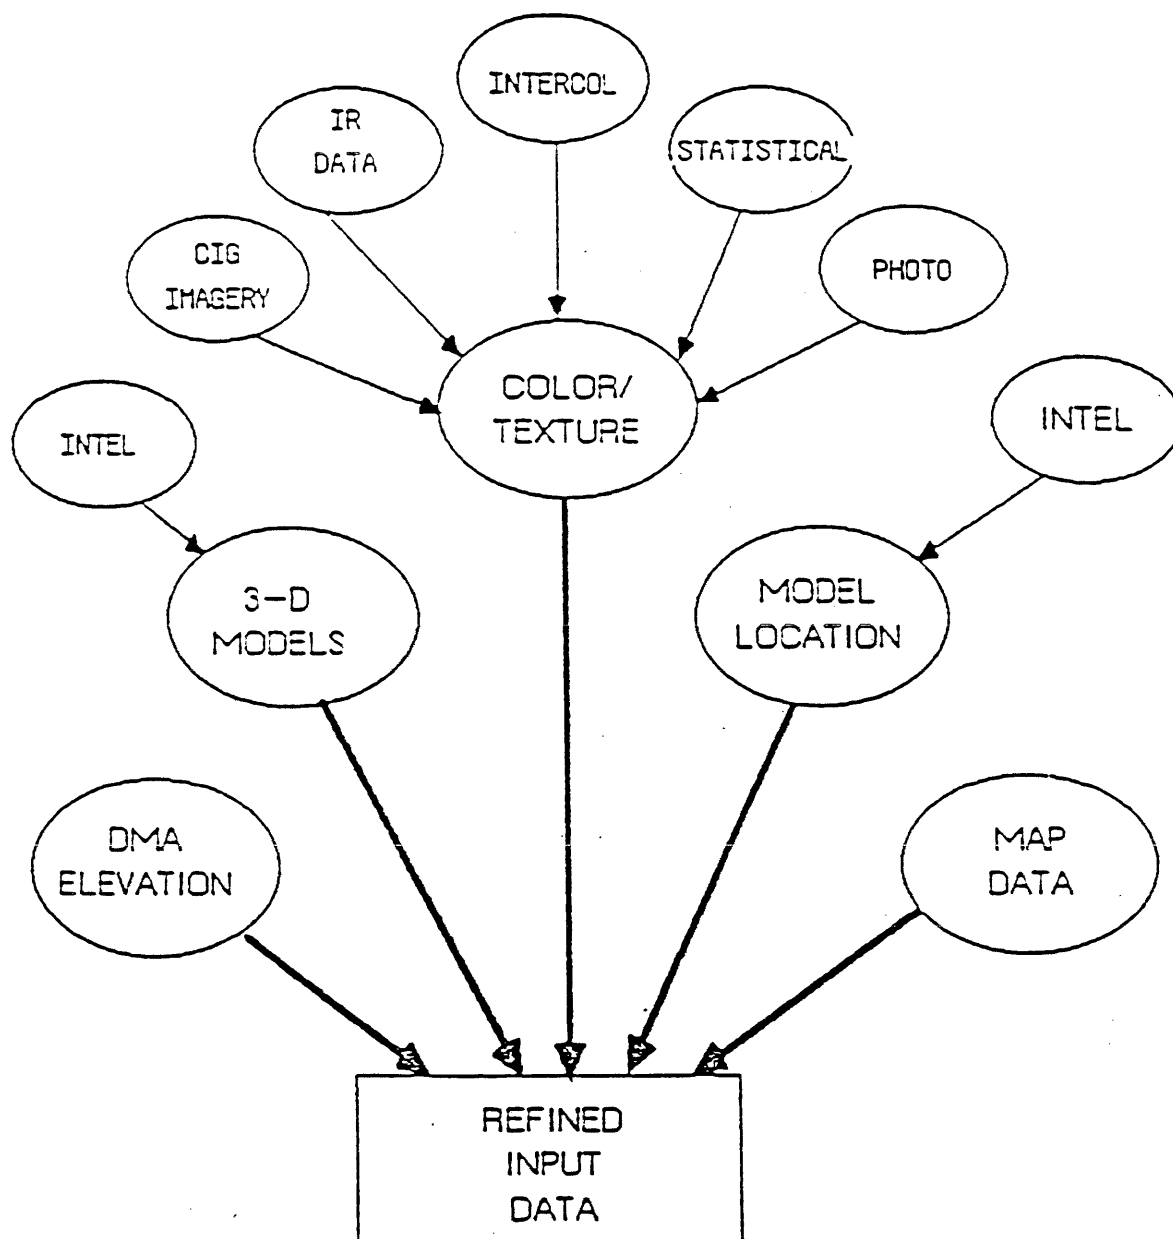 INTERCOL
IR
DATA
STATISTICAL
CIG
IMAGERY
PHOTO
COLOR/
TEXTURE
INTEL
INTEL
3-D
MODELS
MODEL
LOCATION
DMA
ELEVATION
MAP
DATA
REFINED
INPUT
DATA